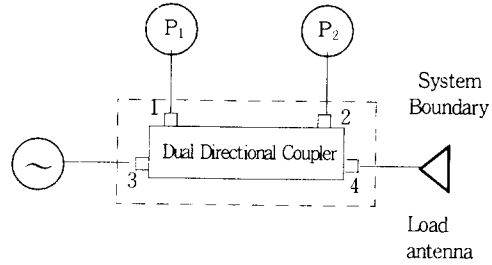 P1
P2
System
Boundary
1
2
Dual Directional Coupler
~
3
4
Load
antenna